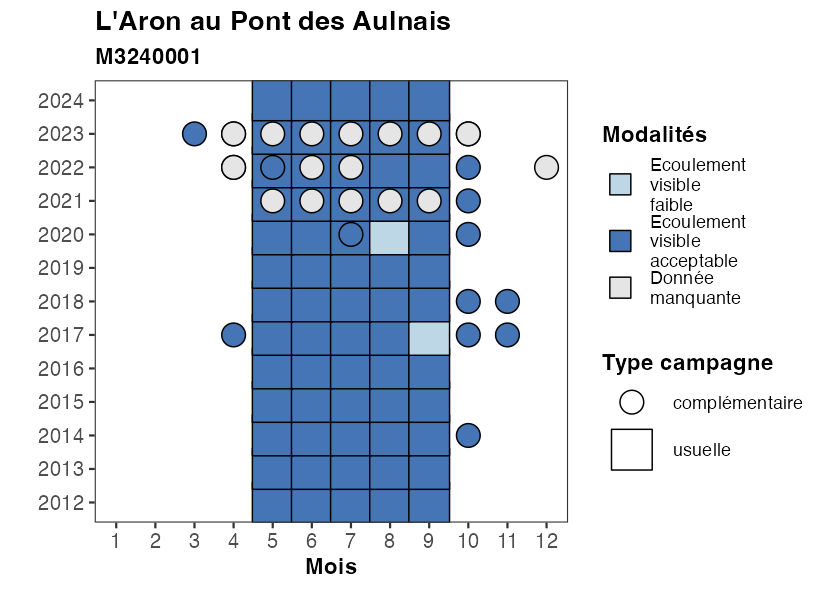 L'Aron au Pont des Aulnais
M3240001
2024
2023
2022
2021
2020
2019
2018
2017
2016
2015
2014
2013
2012
1 2 3 4 5 6 7 8 9 10 11 12
Mois
Modalités
Ecoulement
visible
faible
Ecoulement
visible
acceptable
Donnée
manquante
Type campagne
complémentaire
usuelle